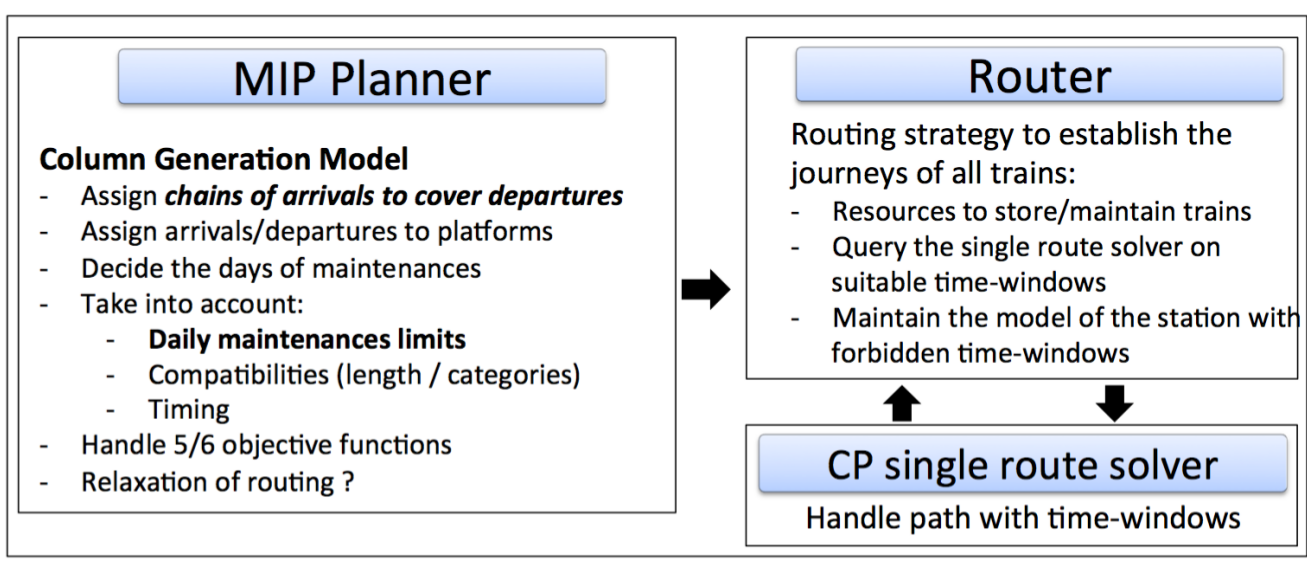 MIP Planner
Column Generation Model
- Assign chains of arrivals to cover departures
- Assign arrivals/departures to platforms
- Decide the days of maintenances
- Take into account:
- Daily maintenances limits
- Compatibilities (length / categories)
- Timing
- Handle 5/6 objective functions
- Relaxation of routing ?
Router
Routing strategy to establish the
journeys of all trains:
- Resources to store/maintain trains
- Query the single route solver on
suitable time-windows
- Maintain the model of the station with
forbidden time-windows
CP single route solver
Handle path with time-windows